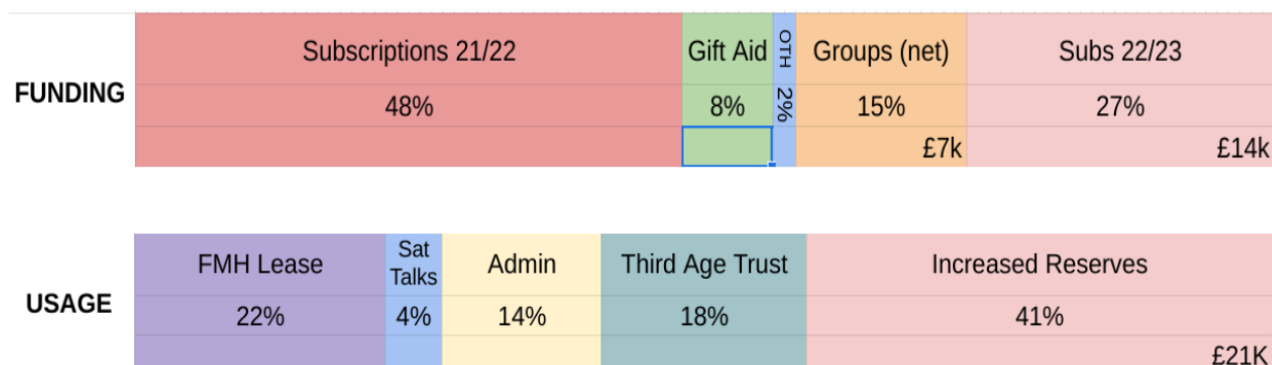 Subscriptions 21/22 Gift Aid OTH Groups (net) Subs 22/23
FUNDING
48% 8% 2% 15% 27%
£7k £14k
FMH Lease Sat Talks Admin Third Age Trust Increased Reserves
USAGE
22% 4% 14% 18% 41%
£21K